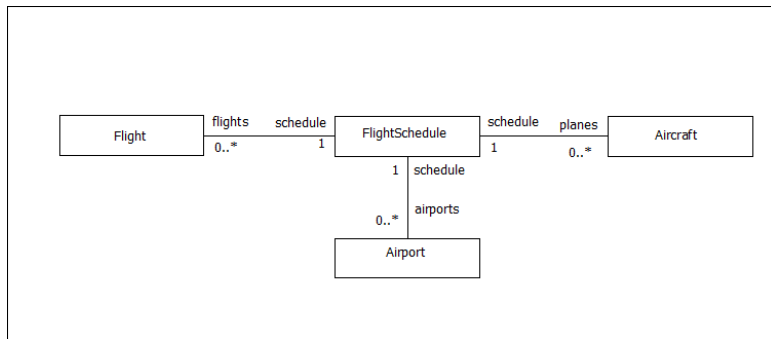 flights schedule schedule planes
Flight FlightSchedule Aircraft
0..* 1 1 0..*
1 schedule
airports
0..*
Airport